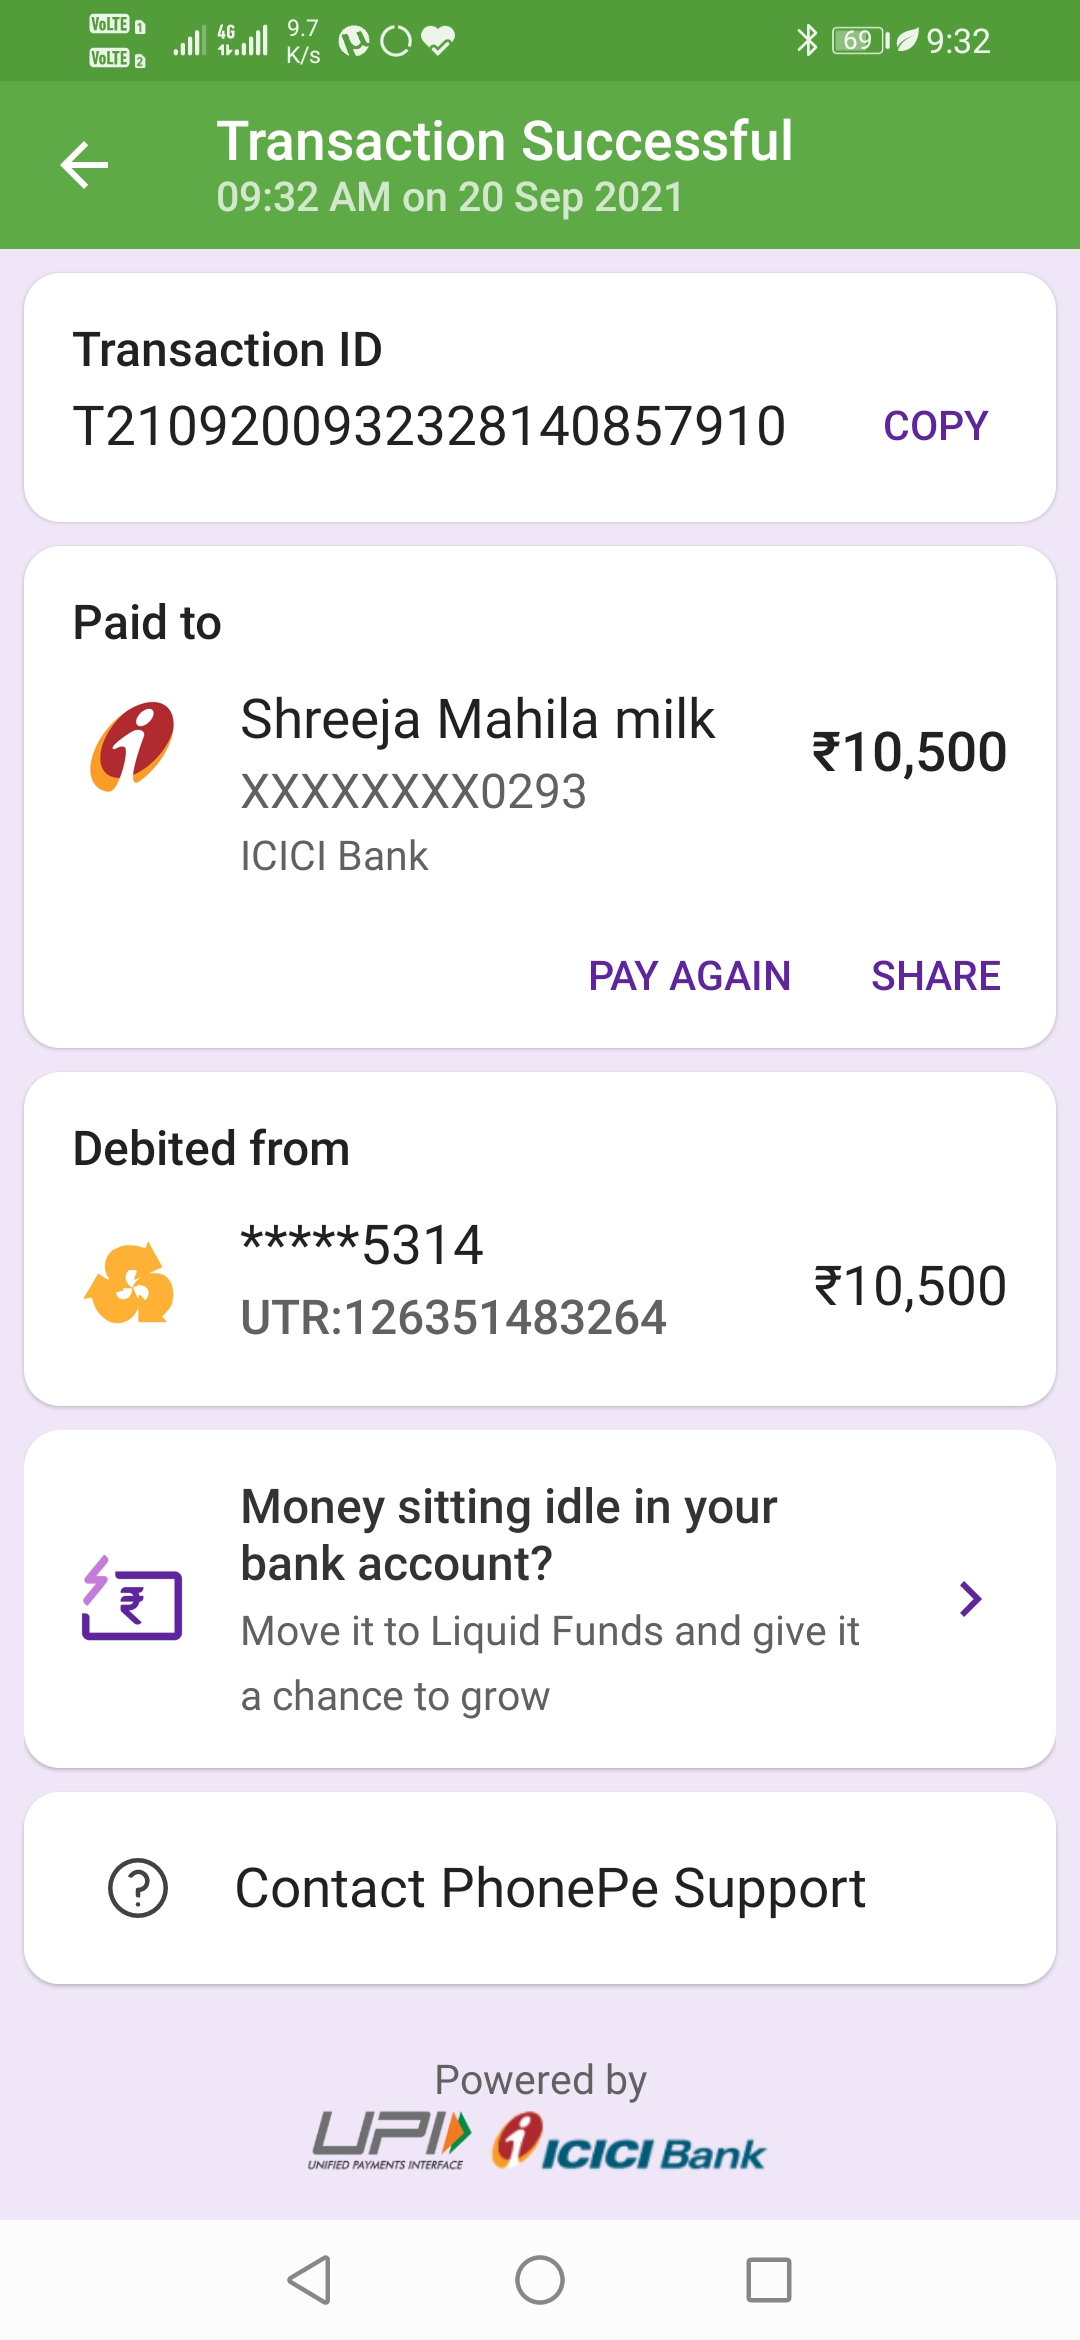 VoLTE 1
VoLTE 2
4G
9.7
K/s
69
9:32
Transaction Successful
09:32 AM on 20 Sep 2021
Transaction ID
T2109200932328140857910
COPY
Paid to
Shreeja Mahila milk
₹10,500
XXXXXXXX0293
ICICI Bank
PAY AGAIN
SHARE
Debited from
*****5314
₹10,500
UTR:126351483264
Money sitting idle in your
bank account?
Move it to Liquid Funds and give it
a chance to grow
Contact PhonePe Support
Powered by
UPI
UNIFIED PAYMENTS INTERFACE
ICICI Bank